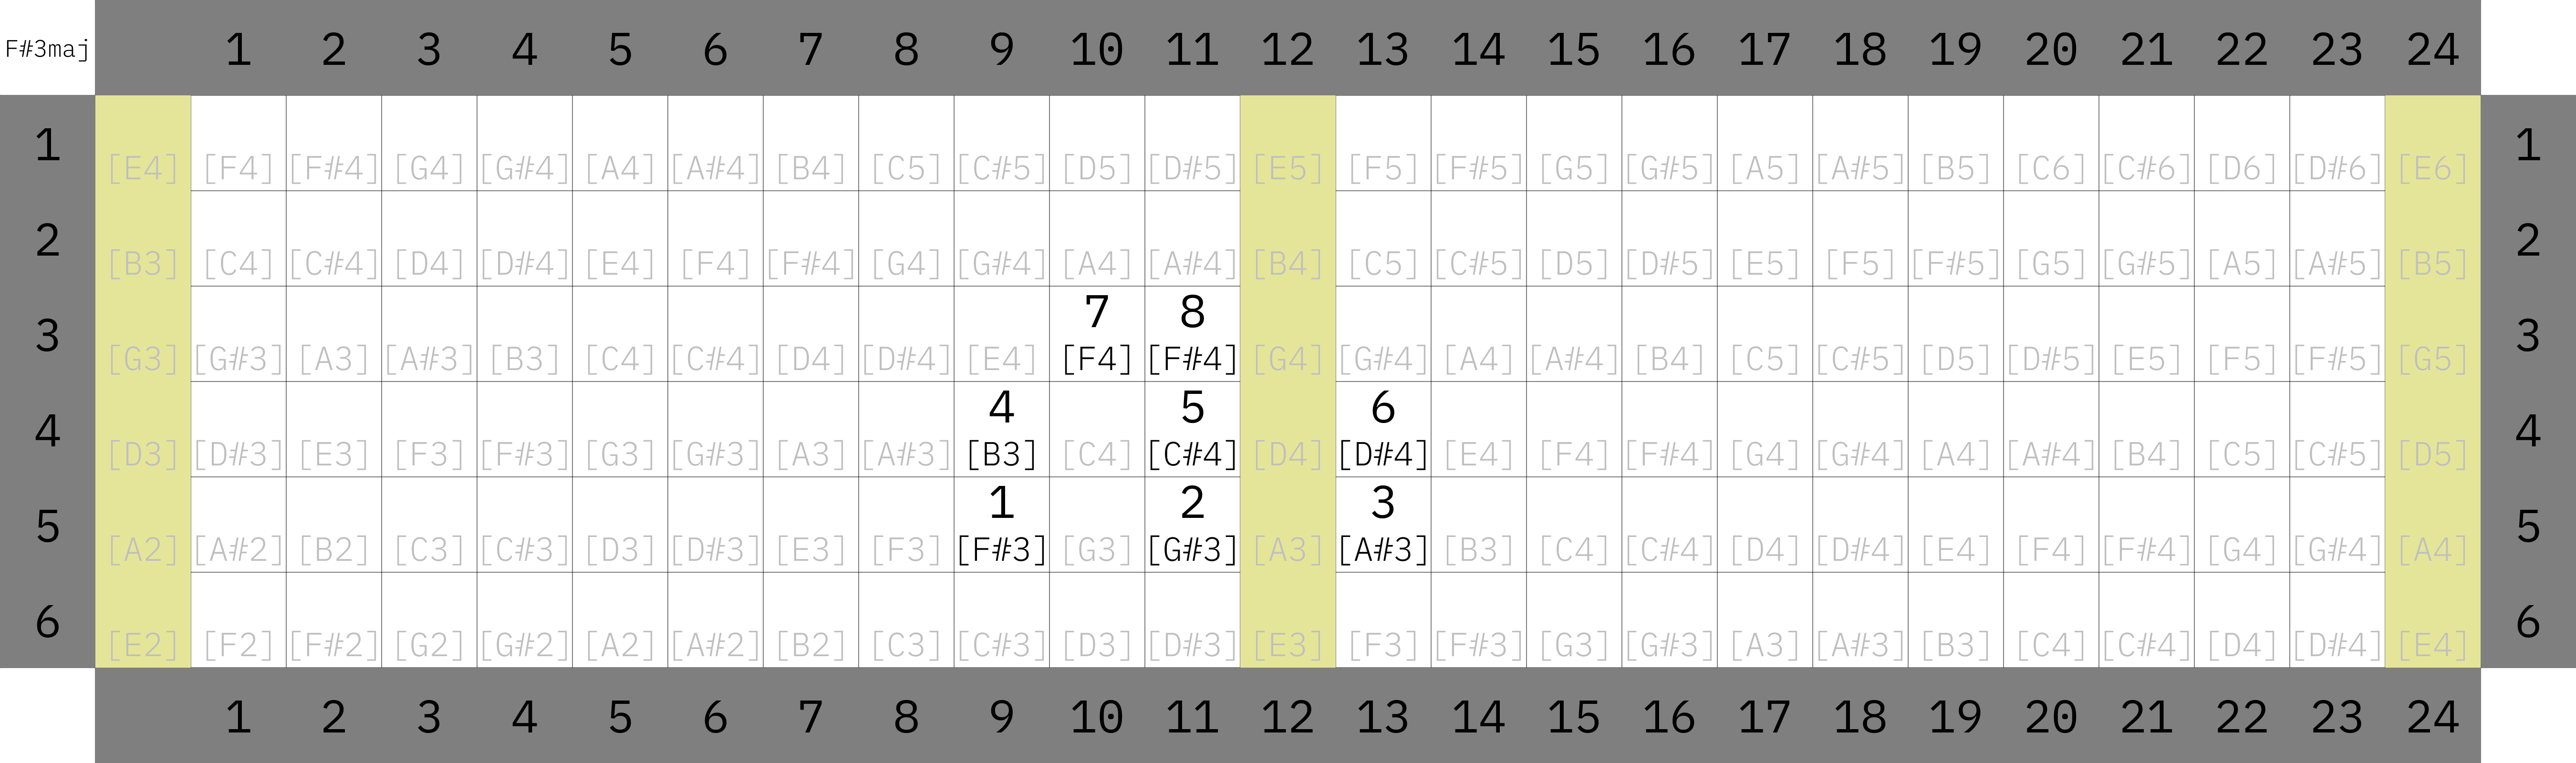 F#3maj 1 2 3 4 5 6 7 8 9 10 11 12 13 14 15 16 17 18 19 20 21 22 23 24
1 [E4] [F4] [F#4] [G4] [G#4] [A4] [A#4] [B4] [C5] [C#5] [D5] [D#5] [E5] [F5] [F#5] [G5] [G#5] [A5] [A#5] [B5] [C6] [C#6] [D6] [D#6] [E6] 1
2 [B3] [C4] [C#4] [D4] [D#4] [E4] [F4] [F#4] [G4] [G#4] [A4] [A#4] [B4] [C5] [C#5] [D5] [D#5] [E5] [F5] [F#5] [G5] [G#5] [A5] [A#5] [B5] 2
7 8
3 [G3] [G#3] [A3] [A#3] [B3] [C4] [C#4] [D4] [D#4] [E4] [F4] [F#4] [G4] [G#4] [A4] [A#4] [B4] [C5] [C#5] [D5] [D#5] [E5] [F5] [F#5] [G5] 3
4 5 6
4 [D3] [D#3] [E3] [F3] [F#3] [G3] [G#3] [A3] [A#3] [B3] [C4] [C#4] [D4] [D#4] [E4] [F4] [F#4] [G4] [G#4] [A4] [A#4] [B4] [C5] [C#5] [D5] 4
1 2 3
5 [A2] [A#2] [B2] [C3] [C#3] [D3] [D#3] [E3] [F3] [F#3] [G3] [G#3] [A3] [A#3] [B3] [C4] [C#4] [D4] [D#4] [E4] [F4] [F#4] [G4] [G#4] [A4] 5
6 [E2] [F2] [F#2] [G2] [G#2] [A2] [A#2] [B2] [C3] [C#3] [D3] [D#3] [E3] [F3] [F#3] [G3] [G#3] [A3] [A#3] [B3] [C4] [C#4] [D4] [D#4] [E4] 6
1 2 3 4 5 6 7 8 9 10 11 12 13 14 15 16 17 18 19 20 21 22 23 24